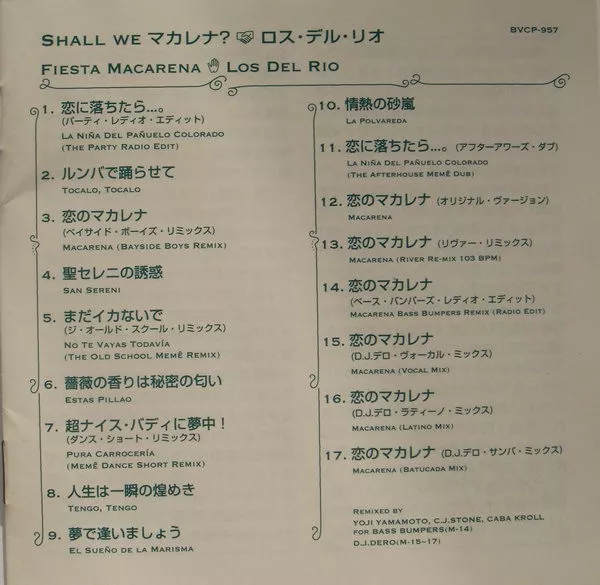 SHALL WE マカレナ? ロス・デル・リオ
BVCP-957
FIESTA MACARENA LOS DEL RIO
1. 恋に落ちたら...。
(パーティ・レディオ・エディット)
LA NIÑA DEL PAÑUELO COLORADO
(THE PARTY RADIO EDIT)
2. ルンバで踊らせて
TOCALO, TOCALO
3. 恋のマカレナ
(ベイサイド・ボーイズ・リミックス)
MACARENA (BAYSIDE BOYS REMIX)
4. 聖セレニの誘惑
SAN SERENI
5. まだイカないで
(ジ・オールド・スクール・リミックス)
NO TE VAYAS TODAVÍA
(THE OLD SCHOOL MEMÊ REMIX)
6. 薔薇の香りは秘密の匂い
ESTAS PILLAO
7. 超ナイス・バディに夢中!
(ダンス・ショート・リミックス)
PURA CARROCERÍA
(MEMÊ DANCE SHORT REMIX)
8. 人生は一瞬の煌めき
TENGO, TENGO
9. 夢で逢いましょう
EL SUEÑO DE LA MARISMA
10. 情熱の砂嵐
LA POLVAREDA
11. 恋に落ちたら...。(アフターアワーズ・ダブ)
LA NIÑA DEL PAÑUELO COLORADO
(THE AFTERHOUSE MEMÊ DUB)
12. 恋のマカレナ (オリジナル・ヴァージョン)
MACARENA
13. 恋のマカレナ (リヴァー・リミックス)
MACARENA (RIVER RE-MIX 103 BPM)
14. 恋のマカレナ
(ベース・バンパーズ・レディオ・エディット)
MACARENA BASS BUMPERS REMIX (RADIO EDIT)
15. 恋のマカレナ
(D.J.デロ・ヴォーカル・ミックス)
MACARENA (VOCAL MIX)
16. 恋のマカレナ
(D.J.デロ・ラティーノ・ミックス)
MACARENA (LATINO MIX)
17. 恋のマカレナ (D.J.デロ・サンバ・ミックス)
MACARENA (BATUCADA MIX)
REMIXED BY
YOJI YAMAMOTO, C.J.STONE, CABA KROLL
FOR BASS BUMPERS(M-14)
D.J.DERO(M-15~17)